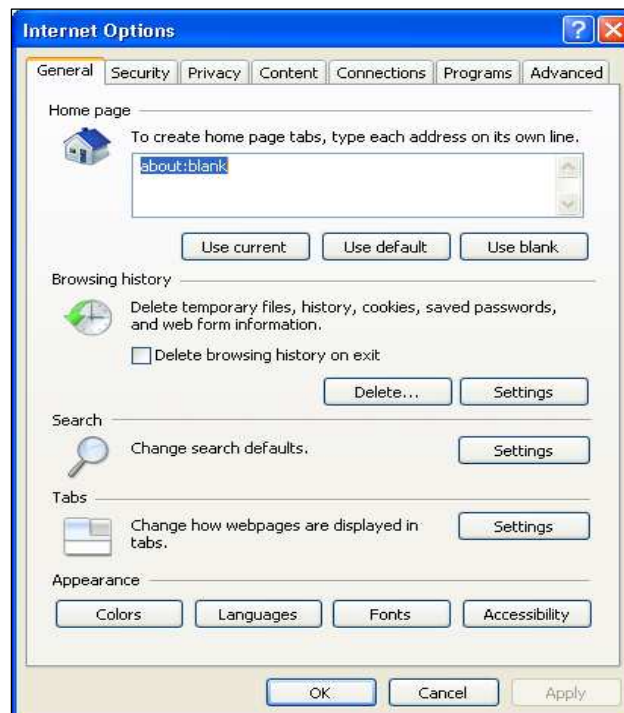 Internet Options
General Security Privacy Content Connections Programs Advanced
Home page
To create home page tabs, type each address on its own line.
about:blank
Use current Use default Use blank
Browsing history
Delete temporary files, history, cookies, saved passwords,
and web form information.
Delete browsing history on exit
Delete... Settings
Search
Change search defaults. Settings
Tabs
Change how webpages are displayed in Settings
tabs.
Appearance
Colors Languages Fonts Accessibility
OK Cancel Apply